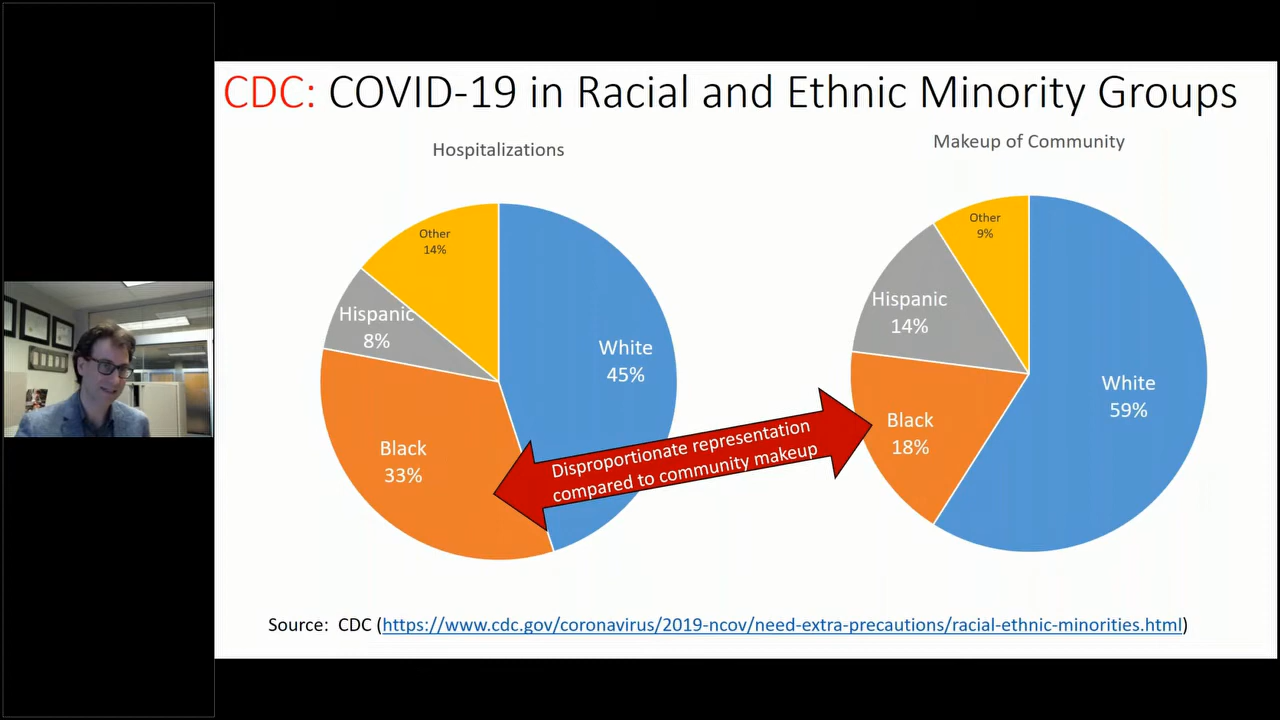 CDC: COVID-19 in Racial and Ethnic Minority Groups
Hospitalizations
Other
14%
Hispanic
8%
White
45%
Black
33%
Disproportionate representation
compared to community makeup
Makeup of Community
Other
9%
Hispanic
14%
White
59%
Black
18%
Source: CDC (https://www.cdc.gov/coronavirus/2019-ncov/need-extra-precautions/racial-ethnic-minorities.html)